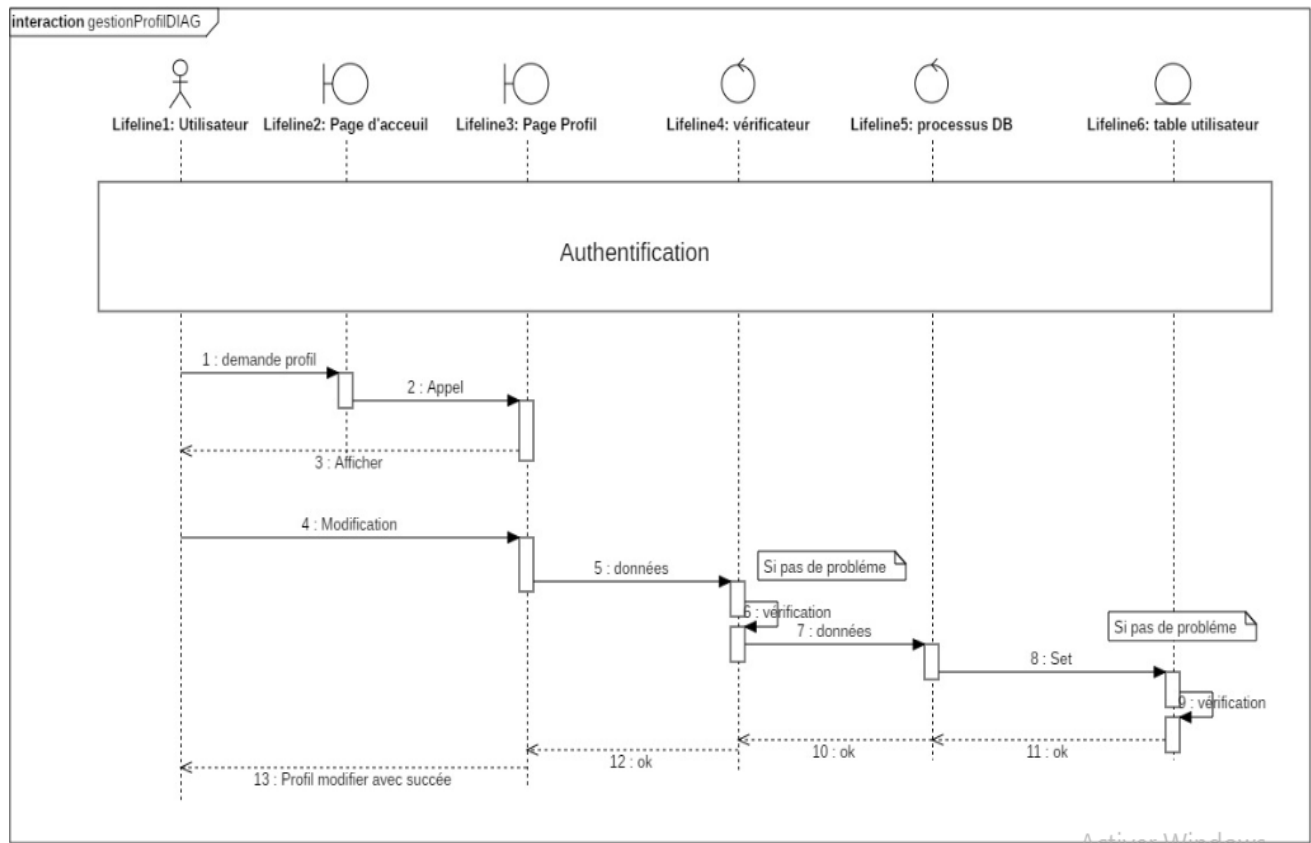 interaction gestionProfilDIAG
Lifeline1: Utilisateur
Lifeline2: Page d'acceuil
Lifeline3: Page Profil
Lifeline4: vérificateur
Lifeline5: processus DB
Lifeline6: table utilisateur
Authentification
1 : demande profil
2 : Appel
3 : Afficher
4 : Modification
5 : données
Si pas de probléme
6 : vérification
7 : données
Si pas de probléme
8 : Set
9 : vérification
10 : ok
11 : ok
12 : ok
13 : Profil modifier avec succée
Activer Windows